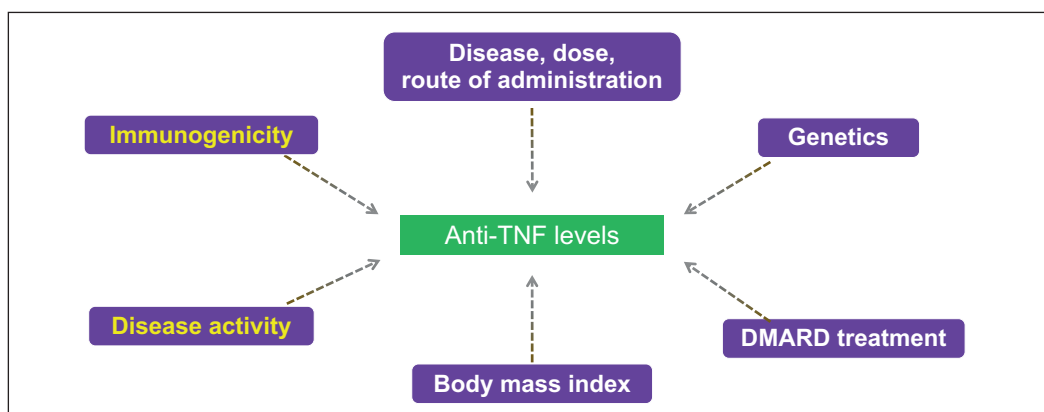 Disease, dose,
route of administration
Immunogenicity
Genetics
Anti-TNF levels
Disease activity
DMARD treatment
Body mass index